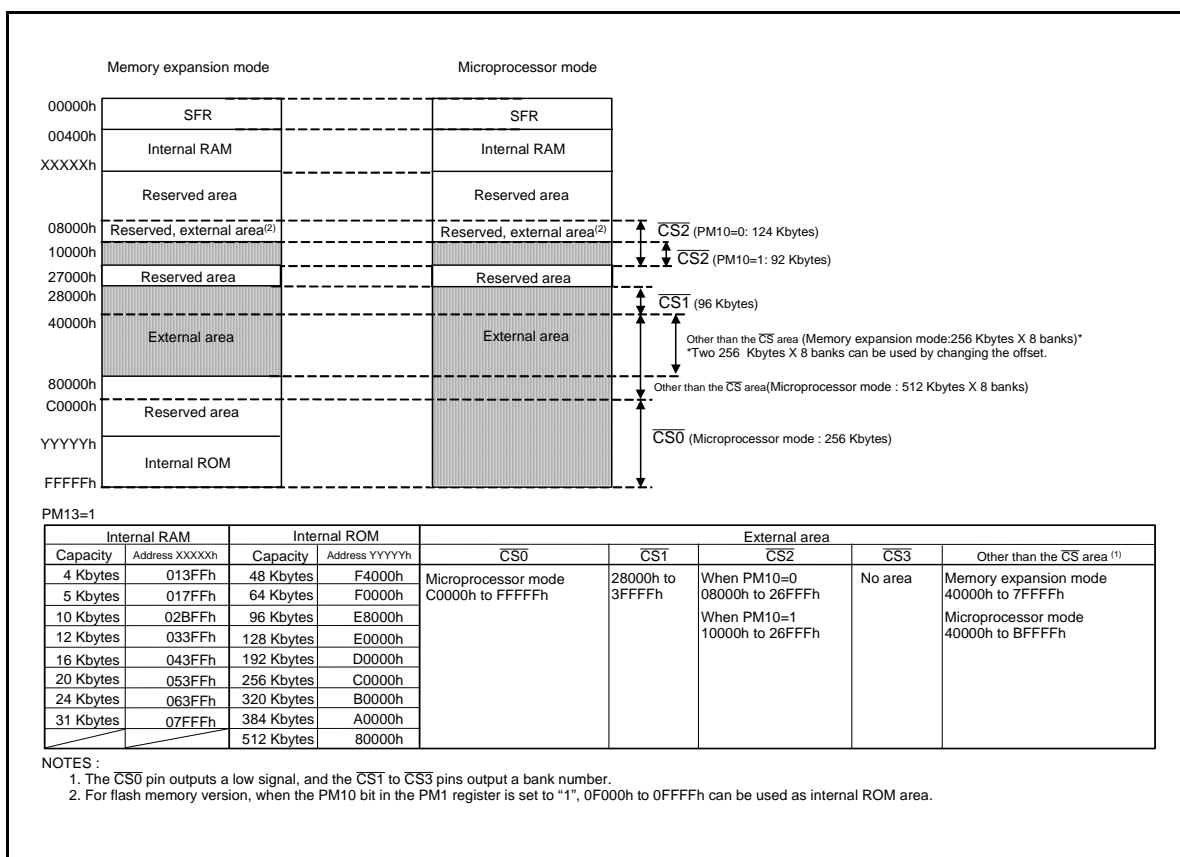 Memory expansion mode
Microprocessor mode
00000h
SFR
SFR
00400h
Internal RAM
Internal RAM
XXXXXh
Reserved area
Reserved area
08000h
Reserved, external area(2)
Reserved, external area(2)
CS2 (PM10=0: 124 Kbytes)
10000h
CS2 (PM10=1: 92 Kbytes)
27000h
Reserved area
Reserved area
28000h
CS1 (96 Kbytes)
40000h
External area
External area
Other than the CS area (Memory expansion mode:256 Kbytes X 8 banks)*
*Two 256 Kbytes X 8 banks can be used by changing the offset.
80000h
Other than the CS area(Microprocessor mode : 512 Kbytes X 8 banks)
C0000h
Reserved area
YYYYYh
CS0 (Microprocessor mode : 256 Kbytes)
Internal ROM
FFFFFh
PM13=1
Internal RAM Internal ROM External area
Capacity Address XXXXXh Capacity Address YYYYYh CS0 CS1 CS2 CS3 Other than the CS area (1)
4 Kbytes 013FFh 48 Kbytes F4000h Microprocessor mode 28000h to When PM10=0 No area Memory expansion mode
5 Kbytes 017FFh 64 Kbytes F0000h C0000h to FFFFFh 3FFFFh 08000h to 26FFFh 40000h to 7FFFFh
10 Kbytes 02BFFh 96 Kbytes E8000h When PM10=1 Microprocessor mode
12 Kbytes 033FFh 128 Kbytes E0000h 10000h to 26FFFh 40000h to BFFFFh
16 Kbytes 043FFh 192 Kbytes D0000h
20 Kbytes 053FFh 256 Kbytes C0000h
24 Kbytes 063FFh 320 Kbytes B0000h
31 Kbytes 07FFFh 384 Kbytes A0000h
512 Kbytes 80000h
NOTES :
1. The CS0 pin outputs a low signal, and the CS1 to CS3 pins output a bank number.
2. For flash memory version, when the PM10 bit in the PM1 register is set to “1”, 0F000h to 0FFFFh can be used as internal ROM area.